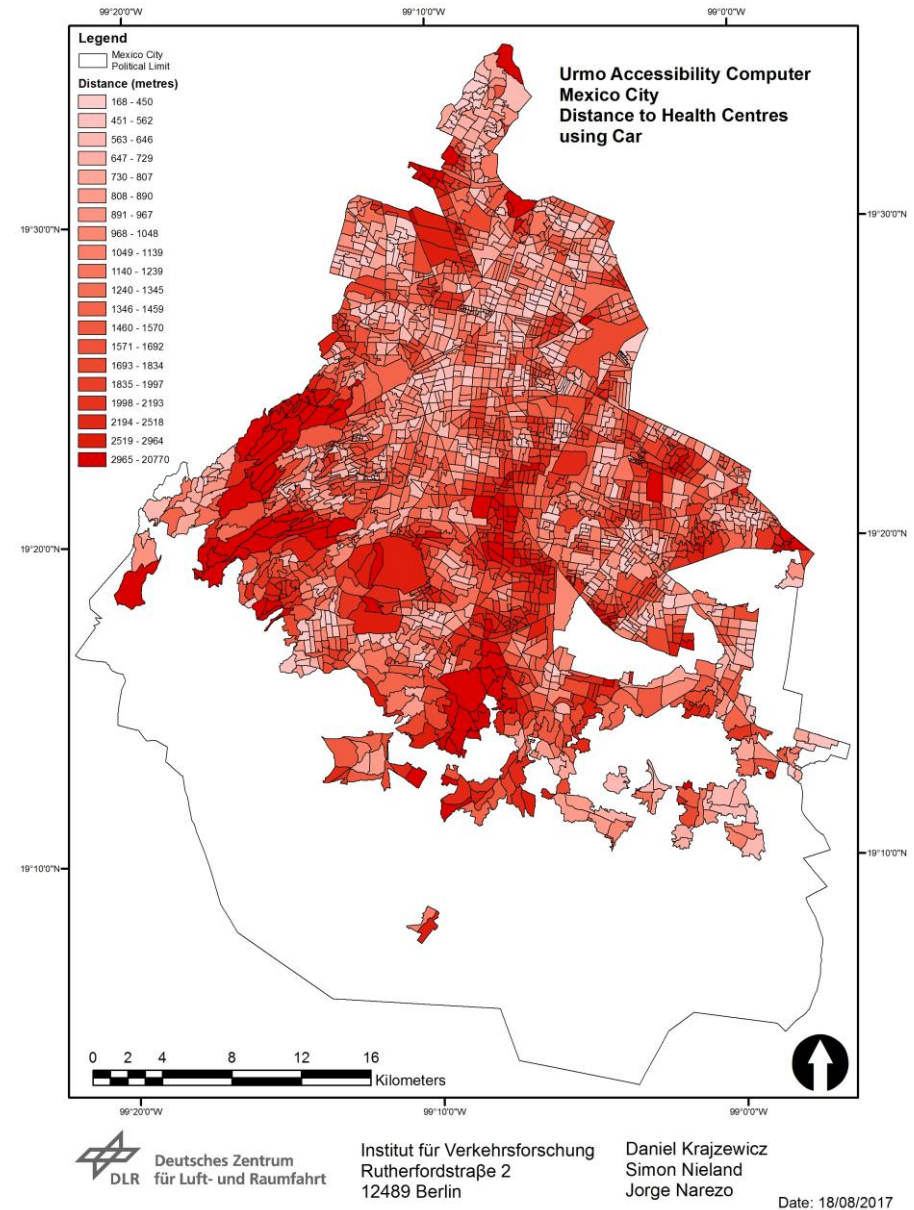 99°20'0"W 99°10'0"W 99°0'0"W
Legend
Mexico City
Political Limit
Distance (metres)
168 - 450
451 - 562
563 - 646
647 - 729
730 - 807
808 - 890
891 - 967
968 - 1048
1049 - 1139
1140 - 1239
1240 - 1345
1346 - 1459
1460 - 1570
1571 - 1692
1693 - 1834
1835 - 1997
1998 - 2193
2194 - 2518
2519 - 2964
2965 - 20770
Urmo Accessibility Computer
Mexico City
Distance to Health Centres
using Car
19°30'0"N 19°30'0"N
19°20'0"N 19°20'0"N
19°10'0"N 19°10'0"N
0 2 4 8 12 16
Kilometers
99°20'0"W 99°10'0"W 99°0'0"W
DLR
Deutsches Zentrum
für Luft- und Raumfahrt
Institut für Verkehrsforschung
Rutherfordstraße 2
12489 Berlin
Daniel Krajzewicz
Simon Nieland
Jorge Narezo
Date: 18/08/2017